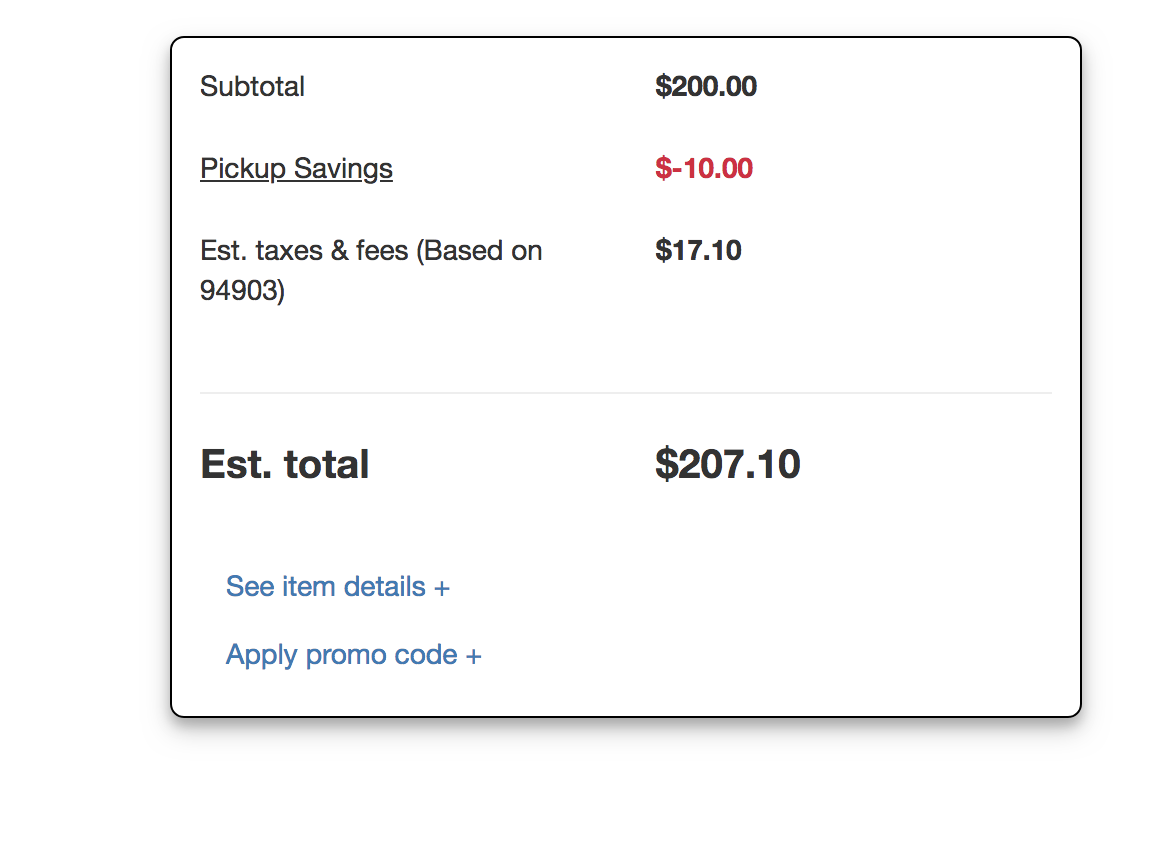 Subtotal $200.00
Pickup Savings $-10.00
Est. taxes & fees (Based on $17.10
94903)
Est. total $207.10
See item details +
Apply promo code +